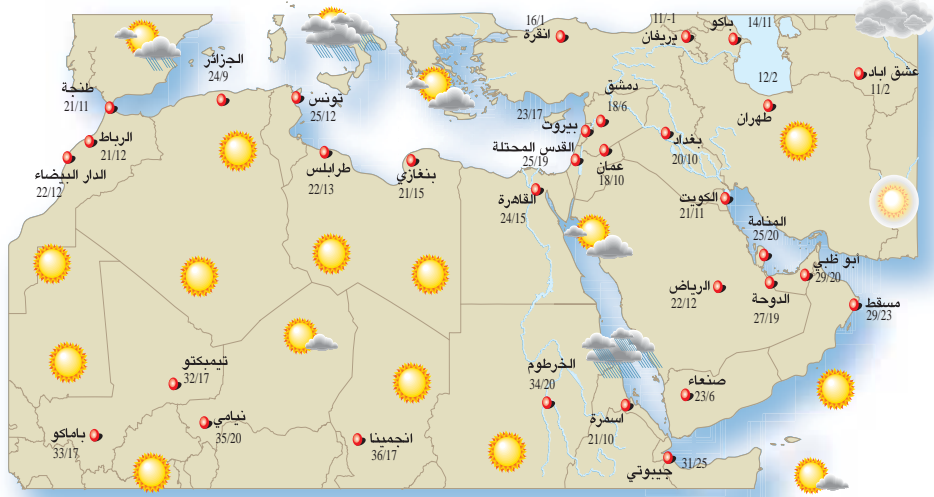 16/1
انقرة
11/-1
دريفان
باكو
14/11
عشق اباد
11/2
12/2
طهران
الجزائر
24/9
طنجة
21/11
الرباط
21/12
الدار البيضاء
22/12
تونس
25/12
طرابلس
22/13
بنغازي
21/15
23/17
بيروت
دمشق
18/6
القدس المحتلة
25/19
عمان
18/10
بغداد
20/10
القاهرة
24/15
الكويت
21/11
المنامة
25/20
ابو ظبي
29/20
الدوحة
27/19
الرياض
22/12
مسقط
29/23
تيمبكتو
32/17
نيامي
35/20
باماكو
33/17
انجمينا
36/17
الخرطوم
34/20
اسمرة
21/10
صنعاء
23/6
31/25
جيبوتي